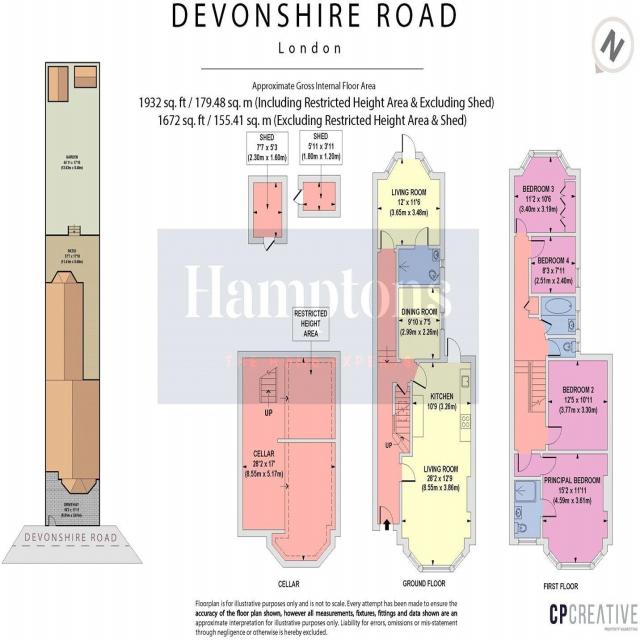 DEVONSHIRE ROAD
London
N
Approximate Gross Internal Floor Area
1932 sq. ft / 179.48 sq. m (Including Restricted Height Area & Excluding Shed)
1672 sq. ft / 155.41 sq. m (Excluding Restricted Height Area & Shed)
SHED
7'7 x 5'3
(2.30m x 1.60m)
SHED
5'11 x 3'11
(1.80m x 1.20m)
GARDEN
PATIO
DRIVEWAY
DEVONSHIRE ROAD
Hamptons
THE HOME EXPERTS
RESTRICTED
HEIGHT
AREA
UP
CELLAR
28'2 x 17'
(8.55m x 5.17m)
CELLAR
LIVING ROOM
12' x 11'6
(3.65m x 3.48m)
DINING ROOM
9'10 x 7'5
(2.99m x 2.26m)
KITCHEN
10'9 (3.26m)
UP
LIVING ROOM
28'2 x 12'9
(8.55m x 3.86m)
GROUND FLOOR
BEDROOM 3
11'2 x 10'6
(3.40m x 3.19m)
BEDROOM 4
8'3 x 7'11
(2.51m x 2.40m)
BEDROOM 2
12'5 x 10'11
(3.77m x 3.30m)
PRINCIPAL BEDROOM
15'2 x 11'11
(4.59m x 3.61m)
FIRST FLOOR
Floorplan is for illustrative purposes only and is not to scale. Every attempt has been made to ensure the
accuracy of the floor plan shown, however all measurements, fixtures, fittings and data shown are an
approximate interpretation for illustrative purposes only. Liability for errors, omissions or mis-statement
through negligence or otherwise is hereby excluded.
CPCREATIVE
PROPERTY MARKETING